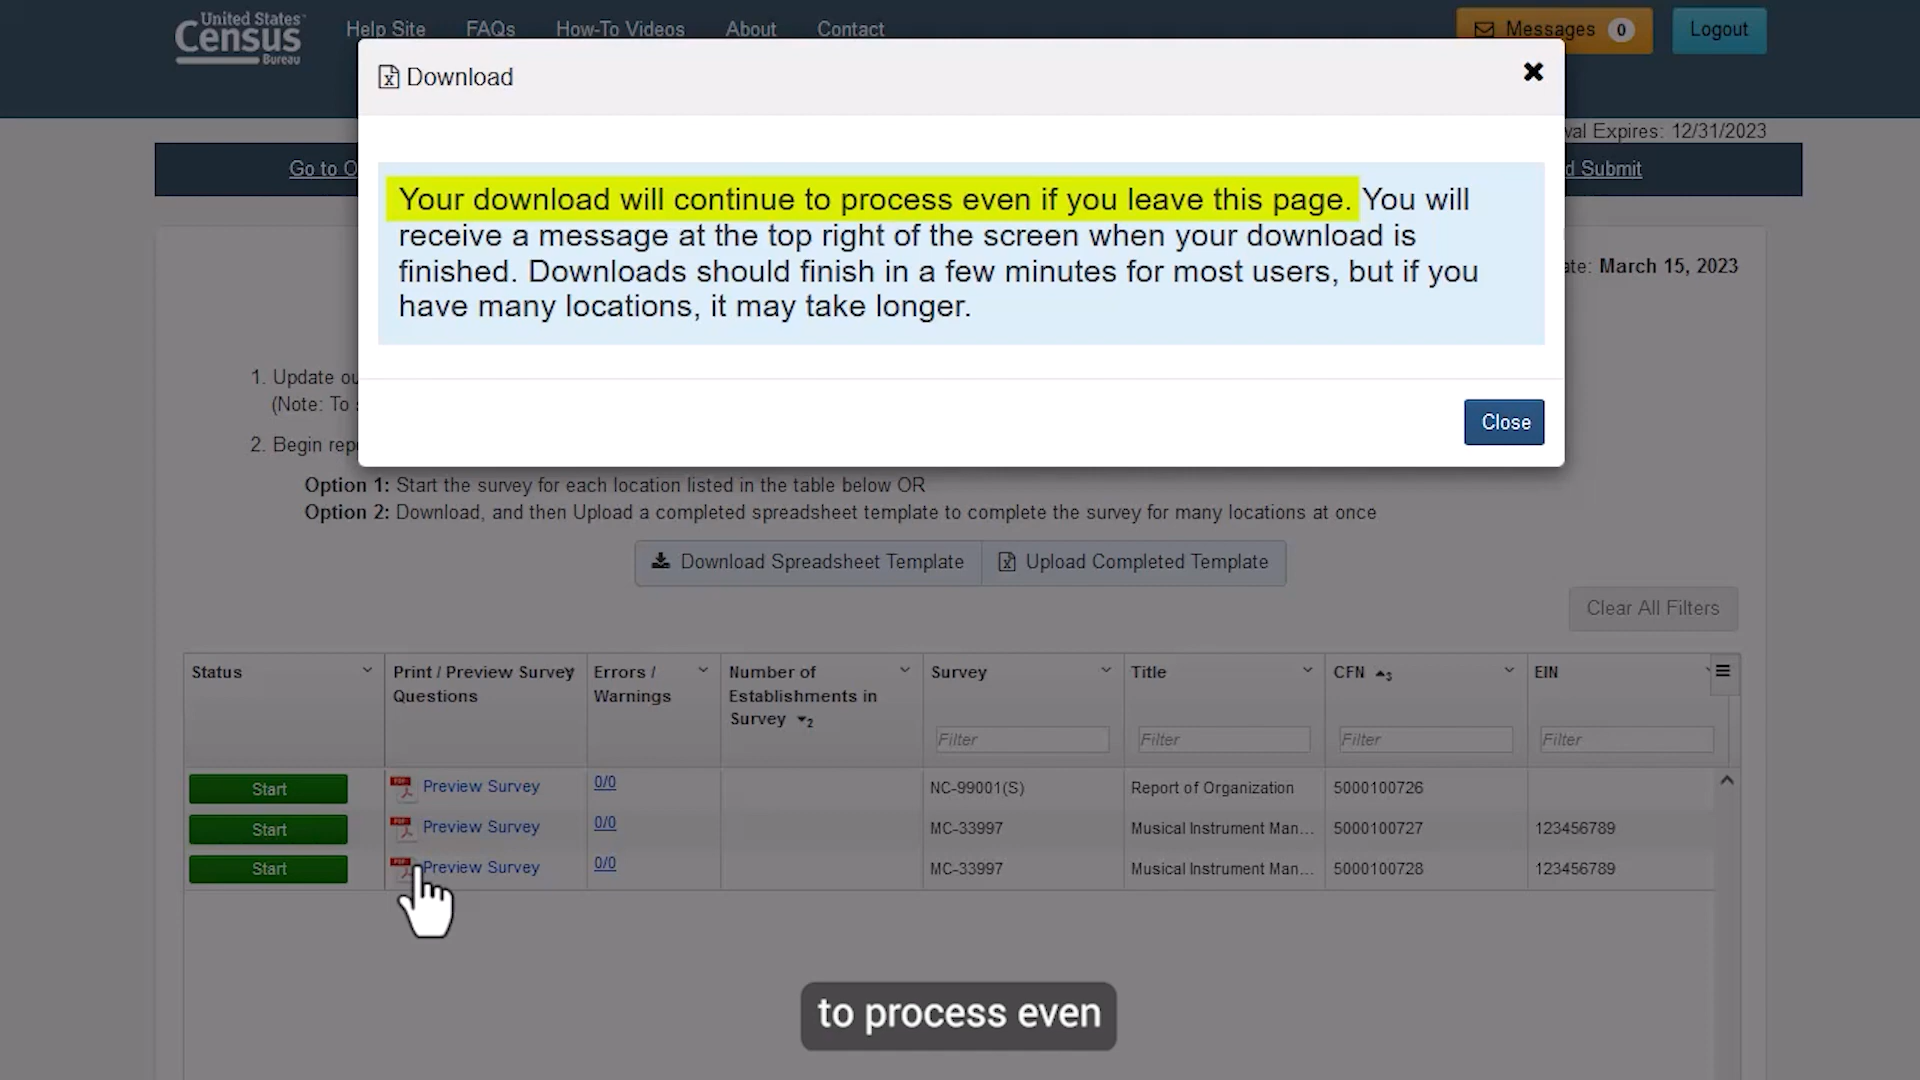 United States
Census
Bureau
Help Site
FAQs
How-To Videos
About
Contact
Messages 0
Logout
Download
val Expires: 12/31/2023
Go to O
d Submit
Your download will continue to process even if you leave this page. You will
receive a message at the top right of the screen when your download is
finished. Downloads should finish in a few minutes for most users, but if you
have many locations, it may take longer.
ate: March 15, 2023
Close
1. Update ou
(Note: To
2. Begin rep
Option 1: Start the survey for each location listed in the table below OR
Option 2: Download, and then Upload a completed spreadsheet template to complete the survey for many locations at once
Download Spreadsheet Template
Upload Completed Template
Clear All Filters
Status
Print / Preview Survey
Questions
Errors /
Warnings
Number of
Establishments in
Survey 2
Survey
Filter
Title
Filter
CFN 3
Filter
EIN
Filter
Start Preview Survey 0/0 NC-99001(S) Report of Organization 5000100726
Start Preview Survey 0/0 MC-33997 Musical Instrument Man... 5000100727 123456789
Start Preview Survey 0/0 MC-33997 Musical Instrument Man... 5000100728 123456789
to process even